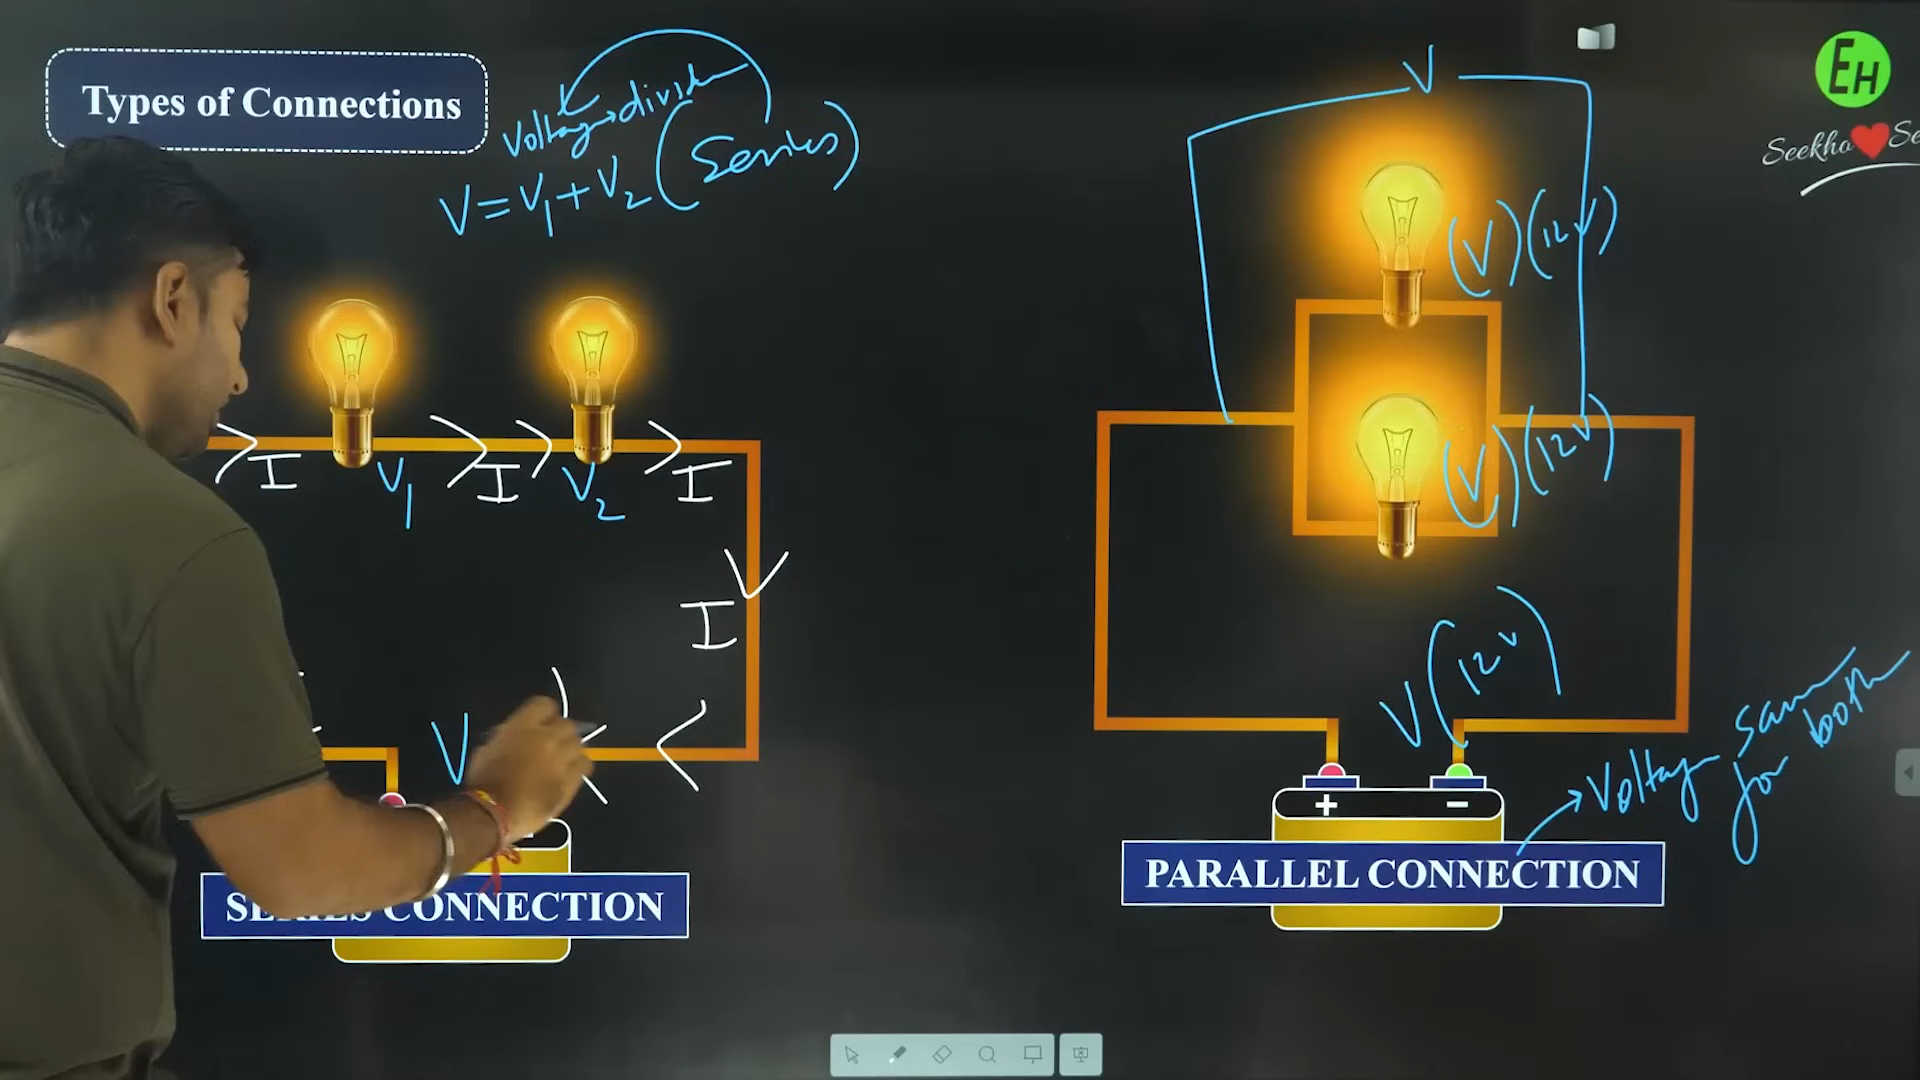 Types of Connections
Voltage → divide
V = V1 + V2 (Series)
I
V1
I
V2
I
I
V
SERIES CONNECTION
V
(V) (12V)
(V) (12V)
V (12V)
+ −
→ Voltage same
for both
PARALLEL CONNECTION
EH
Seekho ❤ Se